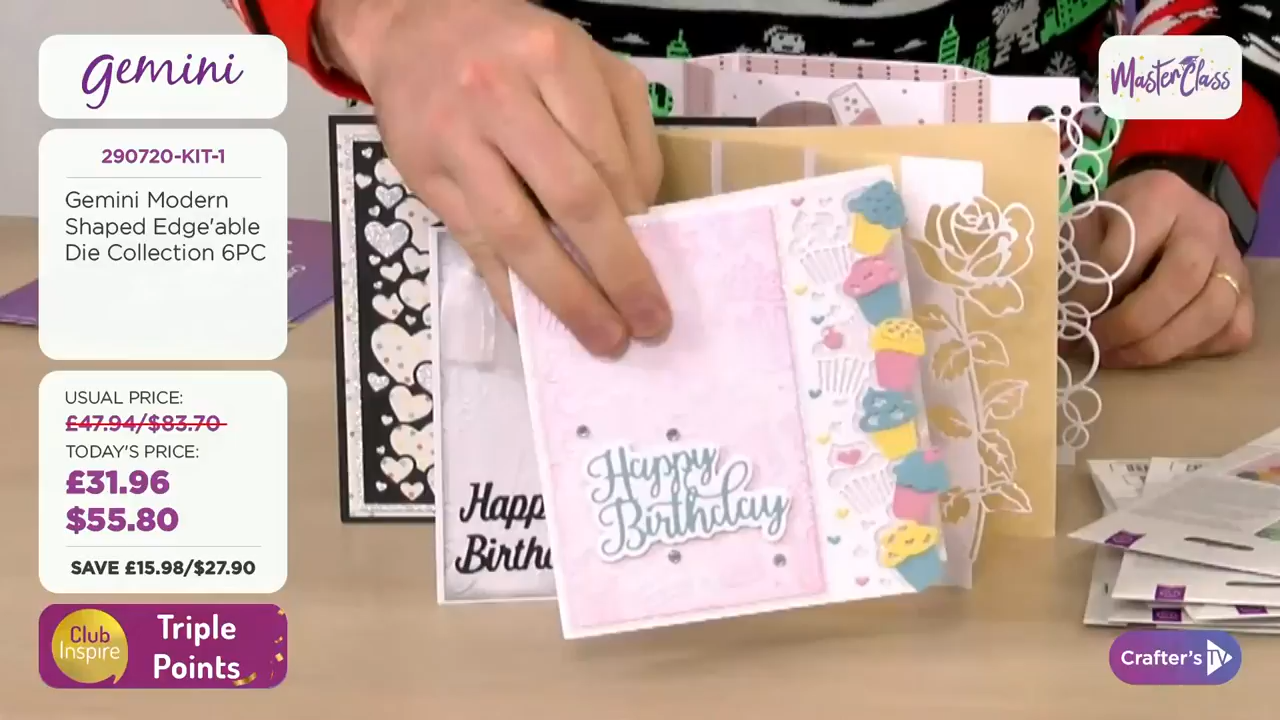 gemini
290720-KIT-1
Gemini Modern
Shaped Edge'able
Die Collection 6PC
USUAL PRICE:
£47.94/$83.70
TODAY'S PRICE:
£31.96
$55.80
SAVE £15.98/$27.90
Club
Inspire
Triple
Points
MasterClass
Happ
Birth
Happy
Birthday
Crafter's TV